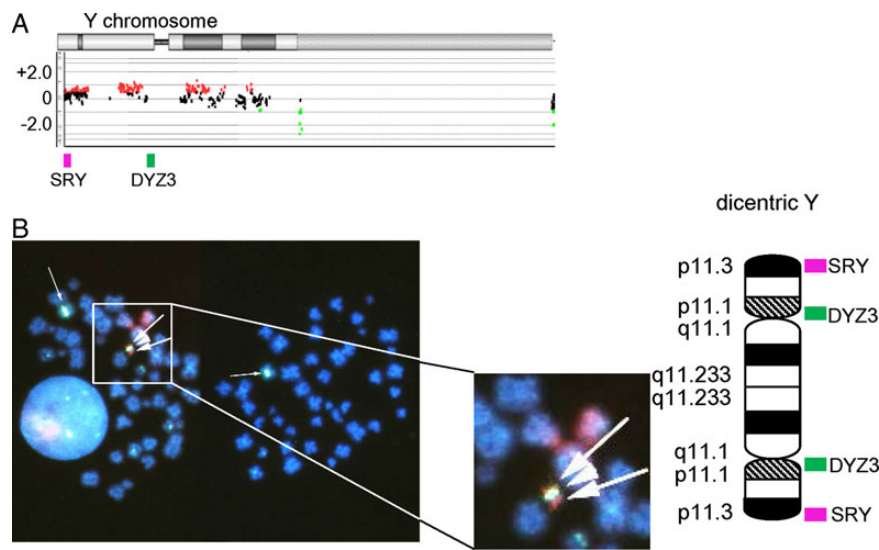 A
Y chromosome
+2.0
0
-2.0
SRY
DYZ3
B
dicentric Y
p11.3
SRY
p11.1
DYZ3
q11.1
q11.233
q11.233
q11.1
DYZ3
p11.1
p11.3
SRY